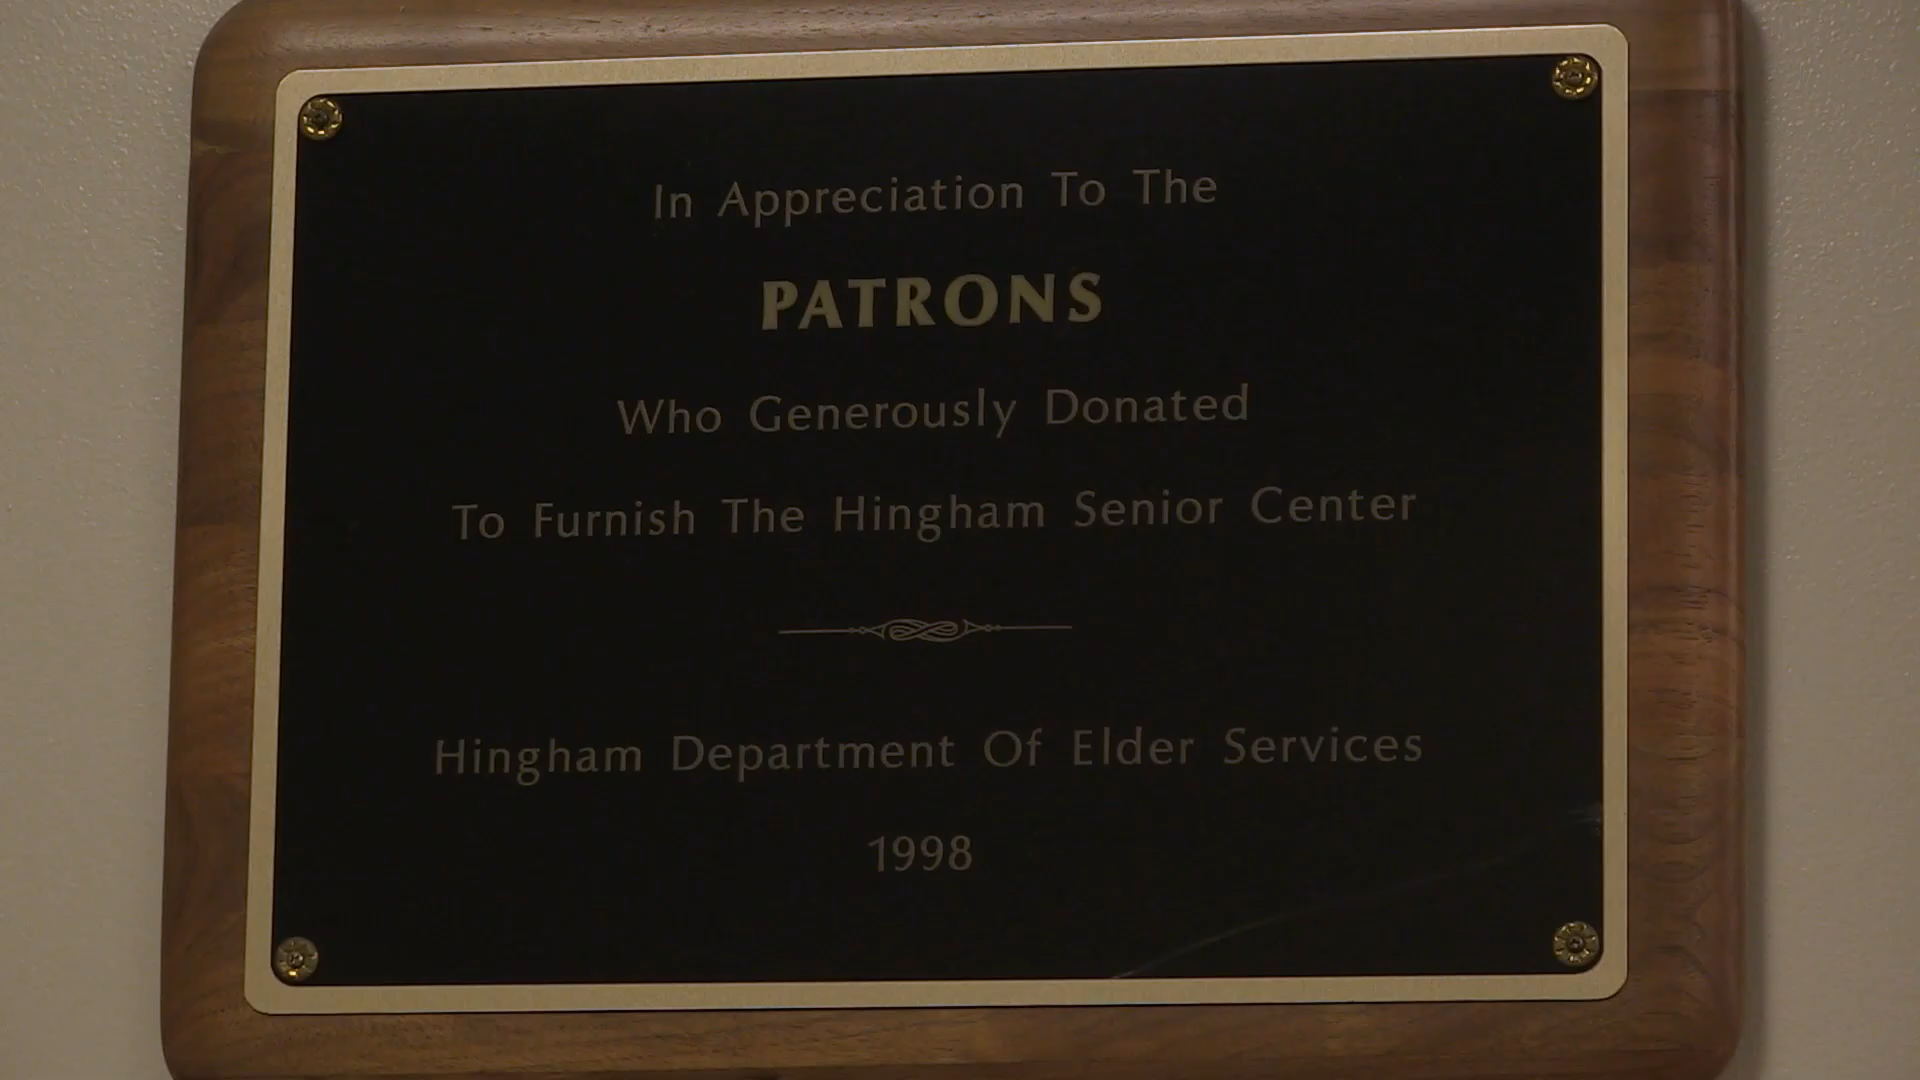 In Appreciation To The
PATRONS
Who Generously Donated
To Furnish The Hingham Senior Center
Hingham Department Of Elder Services
1998